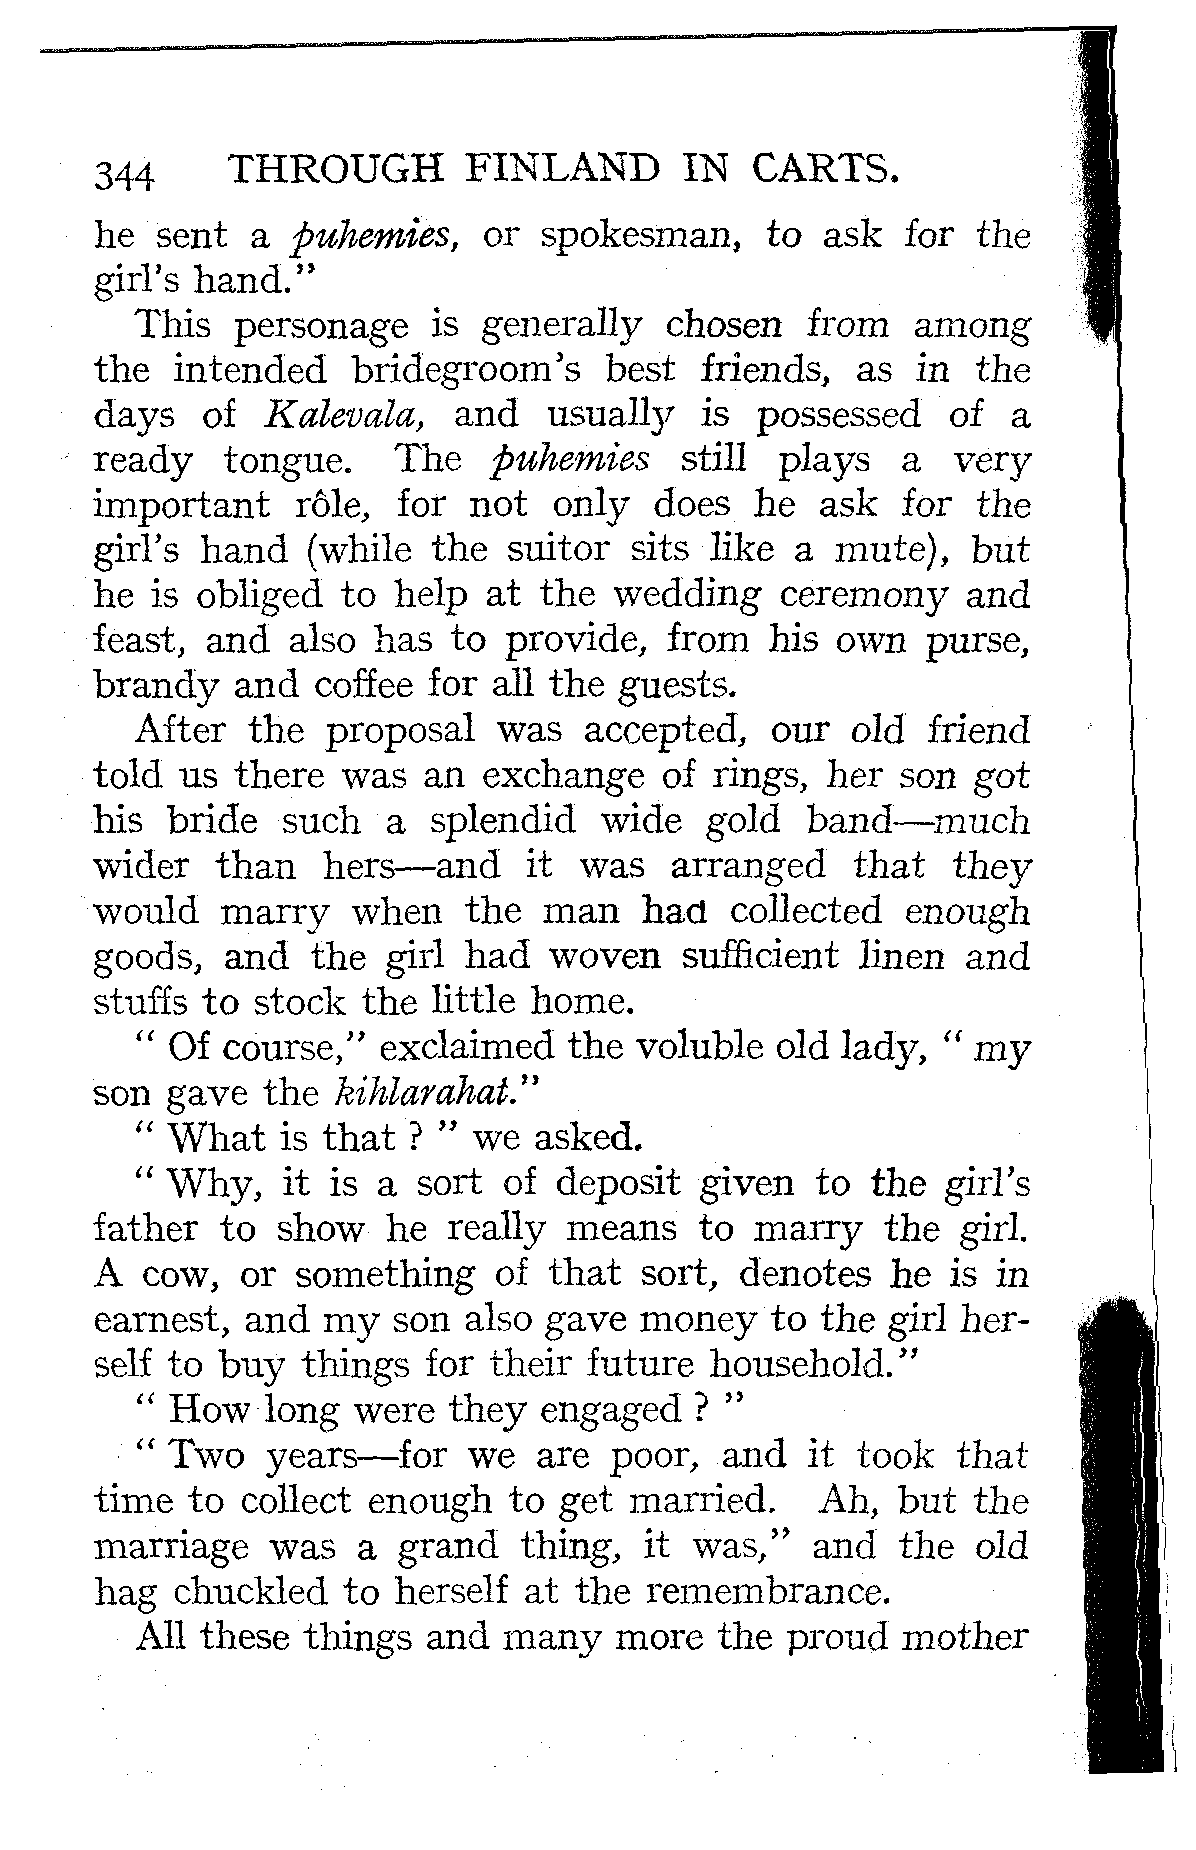 344 THROUGH FINLAND IN CARTS.
he sent a puhemies, or spokesman, to ask for the
girl's hand."
This personage is generally chosen from among
the intended bridegroom's best friends, as in the
days of Kalevala, and usually is possessed of a
ready tongue. The puhemies still plays a very
important rôle, for not only does he ask for the
girl's hand (while the suitor sits like a mute), but
he is obliged to help at the wedding ceremony and
feast, and also has to provide, from his own purse,
brandy and coffee for all the guests.
After the proposal was accepted, our old friend
told us there was an exchange of rings, her son got
his bride such a splendid wide gold band—much
wider than hers—and it was arranged that they
would marry when the man had collected enough
goods, and the girl had woven sufficient linen and
stuffs to stock the little home.
" Of course," exclaimed the voluble old lady, " my
son gave the kihlarahat."
" What is that ? " we asked.
" Why, it is a sort of deposit given to the girl's
father to show he really means to marry the girl.
A cow, or something of that sort, denotes he is in
earnest, and my son also gave money to the girl her-
self to buy things for their future household."
" How long were they engaged ? "
" Two years—for we are poor, and it took that
time to collect enough to get married. Ah, but the
marriage was a grand thing, it was," and the old
hag chuckled to herself at the remembrance.
All these things and many more the proud mother